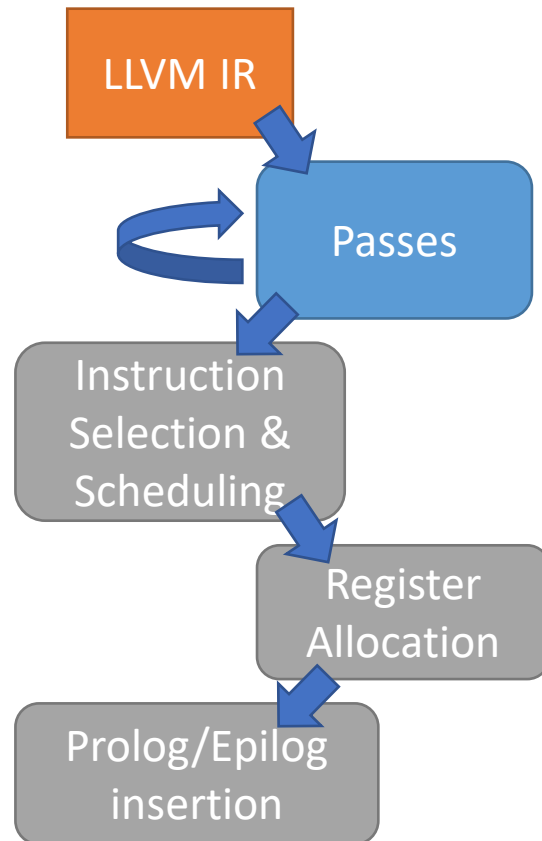 LLVM IR
Passes
Instruction
Selection &
Scheduling
Register
Allocation
Prolog/Epilog
insertion